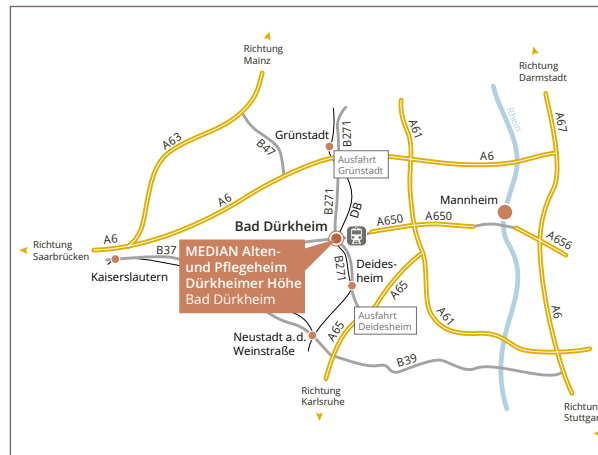 Richtung
Mainz
Richtung
Darmstadt
A63
B47
Grünstadt
B271
A61
Rhein
A67
Ausfahrt
Grünstadt
A6
A6
B271
DB
Mannheim
Bad Dürkheim
A650
A650
A6
Richtung
Saarbrücken
B37
Kaiserslautern
MEDIAN Alten-
und Pflegeheim
Dürkheimer Höhe
Bad Dürkheim
B271
Deides-
heim
A65
A656
Ausfahrt
Deidesheim
A61
A6
Neustadt a.d.
Weinstraße
A65
B39
Richtung
Karlsruhe
Richtung